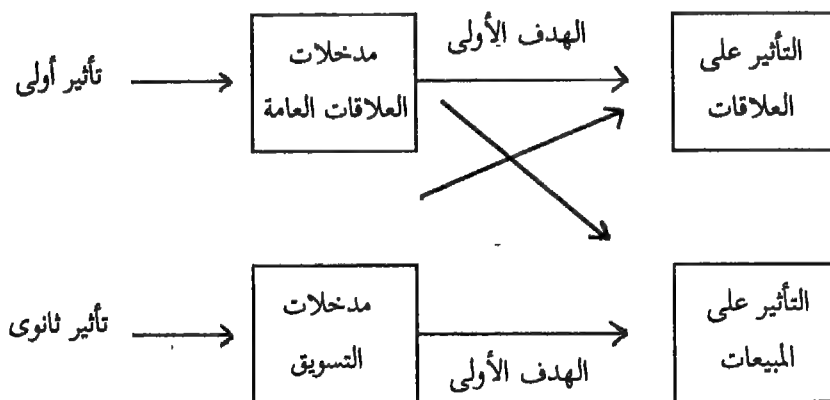 الهدف الأولى
التأثير على
العلاقات
مدخلات
العلاقات العامة
تأثير أولى
التأثير على
المبيعات
مدخلات
التسويق
تأثير ثانوى
الهدف الأولى